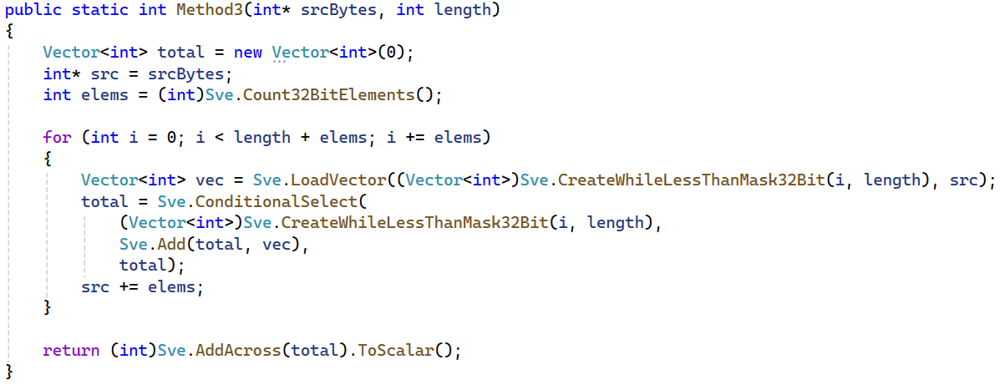 public static int Method3(int* srcBytes, int length)
{
    Vector<int> total = new Vector<int>(0);
    int* src = srcBytes;
    int elems = (int)Sve.Count32BitElements();

    for (int i = 0; i < length + elems; i += elems)
    {
        Vector<int> vec = Sve.LoadVector((Vector<int>)Sve.CreateWhileLessThanMask32Bit(i, length), src);
        total = Sve.ConditionalSelect(
            (Vector<int>)Sve.CreateWhileLessThanMask32Bit(i, length),
            Sve.Add(total, vec),
            total);
        src += elems;
    }

    return (int)Sve.AddAcross(total).ToScalar();
}